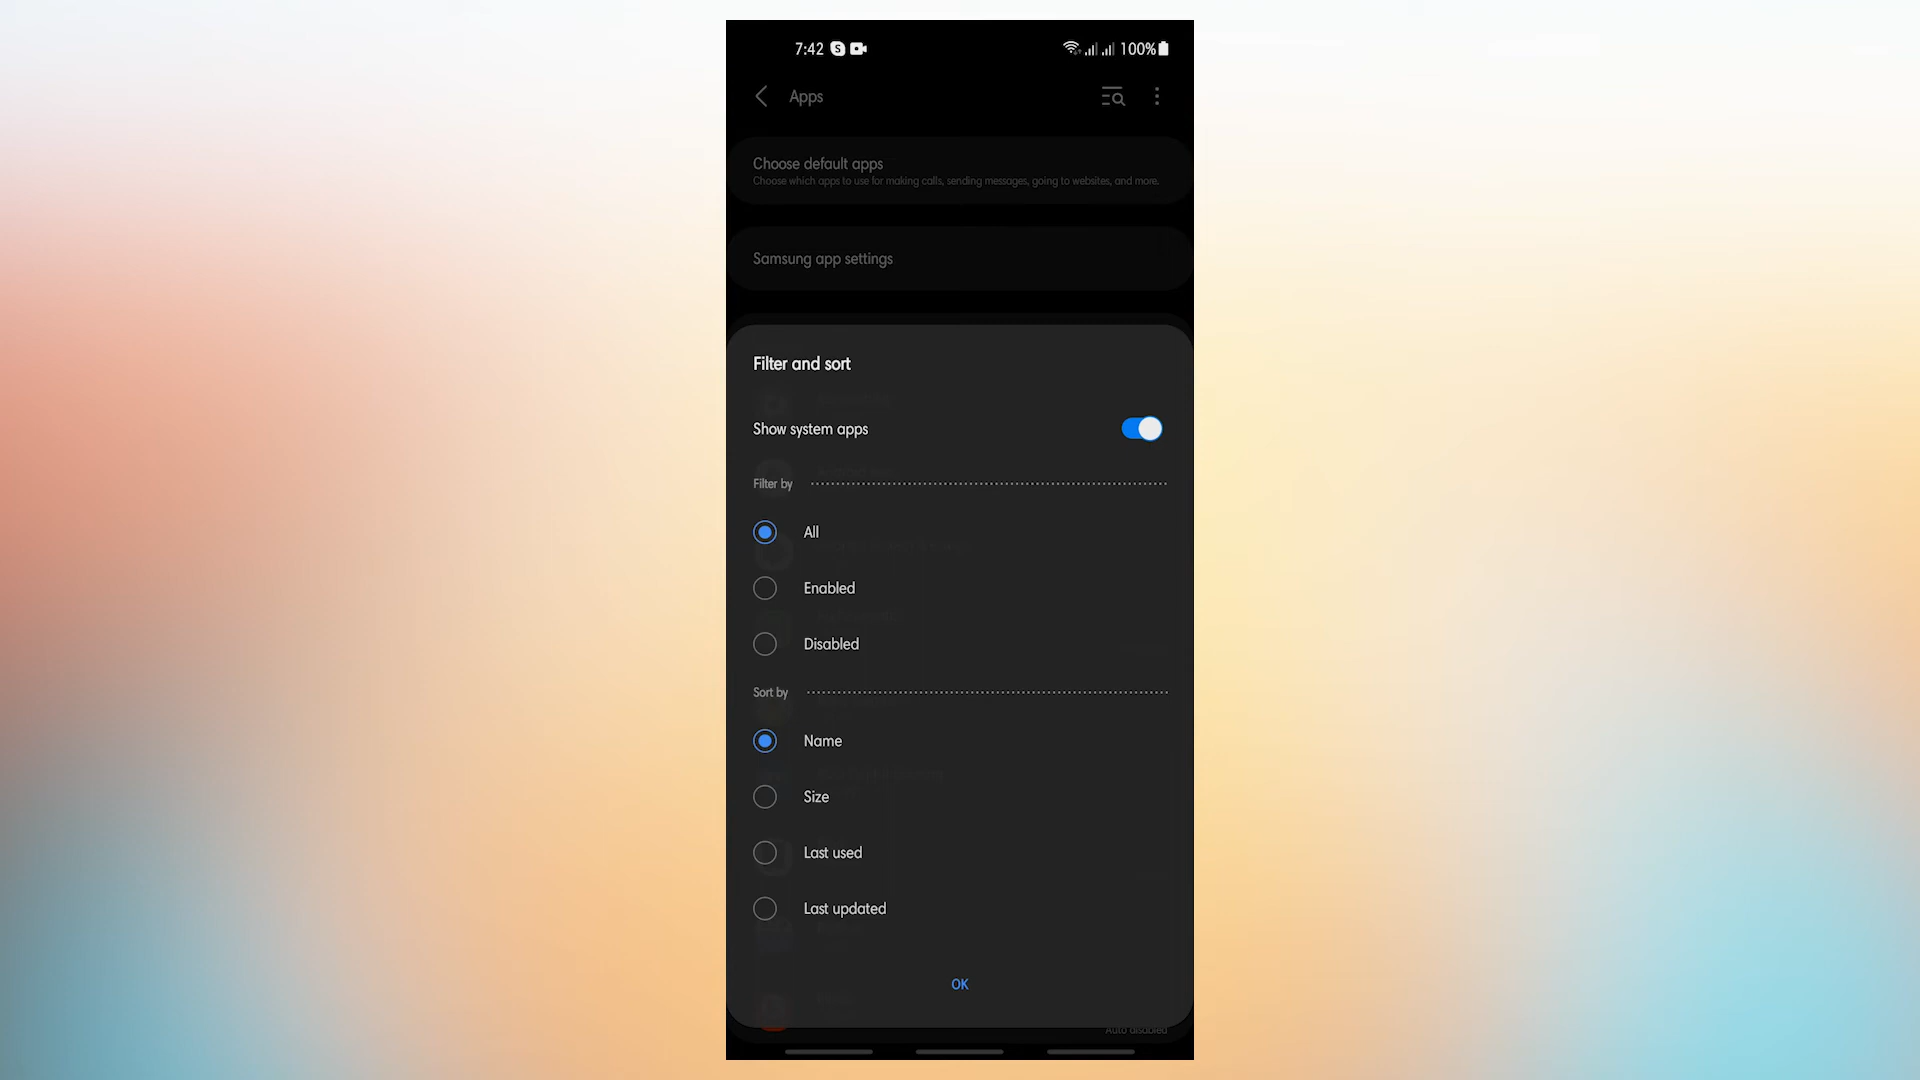 7:42 100%
Apps
Choose default apps
Choose which apps to use for making calls, sending messages, going to websites, and more.
Samsung app settings
Filter and sort
Show system apps
Filter by
All
Enabled
Disabled
Sort by
Name
Size
Last used
Last updated
OK
Auto disabled